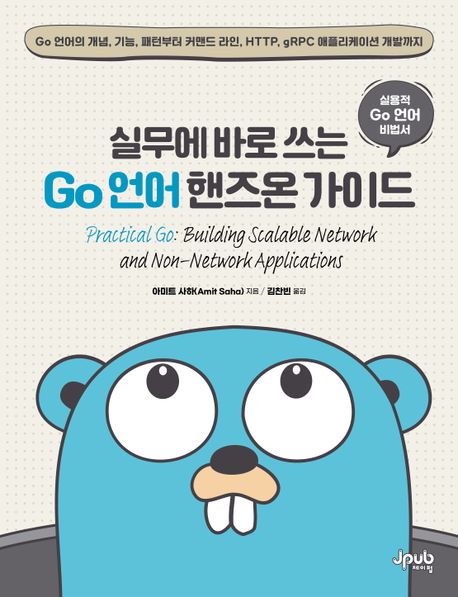 Go 언어의 개념, 기능, 패턴부터 커맨드 라인, HTTP, gRPC 애플리케이션 개발까지
실용적
Go 언어
비법서
실무에 바로 쓰는
Go 언어 핸즈온 가이드
Practical Go: Building Scalable Network
and Non-Network Applications
아미트 사하(Amit Saha) 지음 / 김찬빈 옮김
Jpub
제이펍